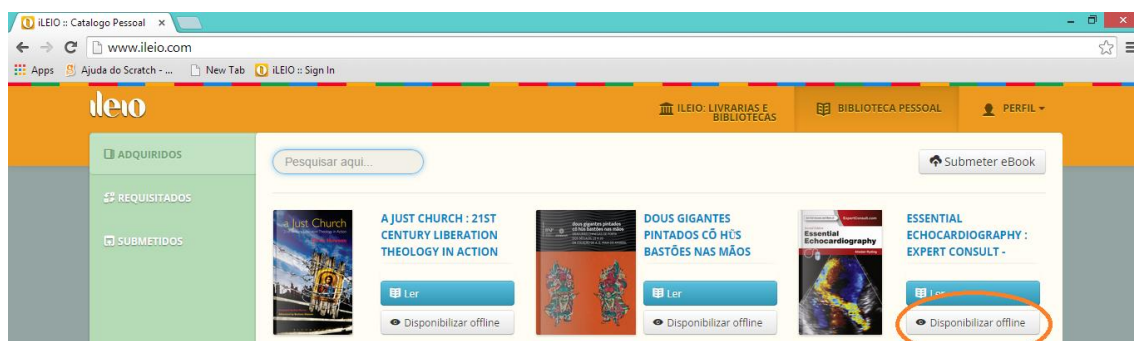 iLEIO :: Catalogo Pessoal
www.ileio.com
Apps
Ajuda do Scratch - ...
New Tab
iLEIO :: Sign In
ileio
ILEIO: LIVRARIAS E
BIBLIOTECAS
BIBLIOTECA PESSOAL
PERFIL
ADQUIRIDOS
Pesquisar aqui...
Submeter eBook
REQUISITADOS
SUBMETIDOS
a Just Church
A JUST CHURCH : 21ST
CENTURY LIBERATION
THEOLOGY IN ACTION
Ler
Disponibilizar offline
DOUS GIGANTES
PINTADOS CÕ HŨS
BASTÕES NAS MÃOS
Ler
Disponibilizar offline
Essential
Echocardiography
ESSENTIAL
ECHOCARDIOGRAPHY :
EXPERT CONSULT -
Ler
Disponibilizar offline